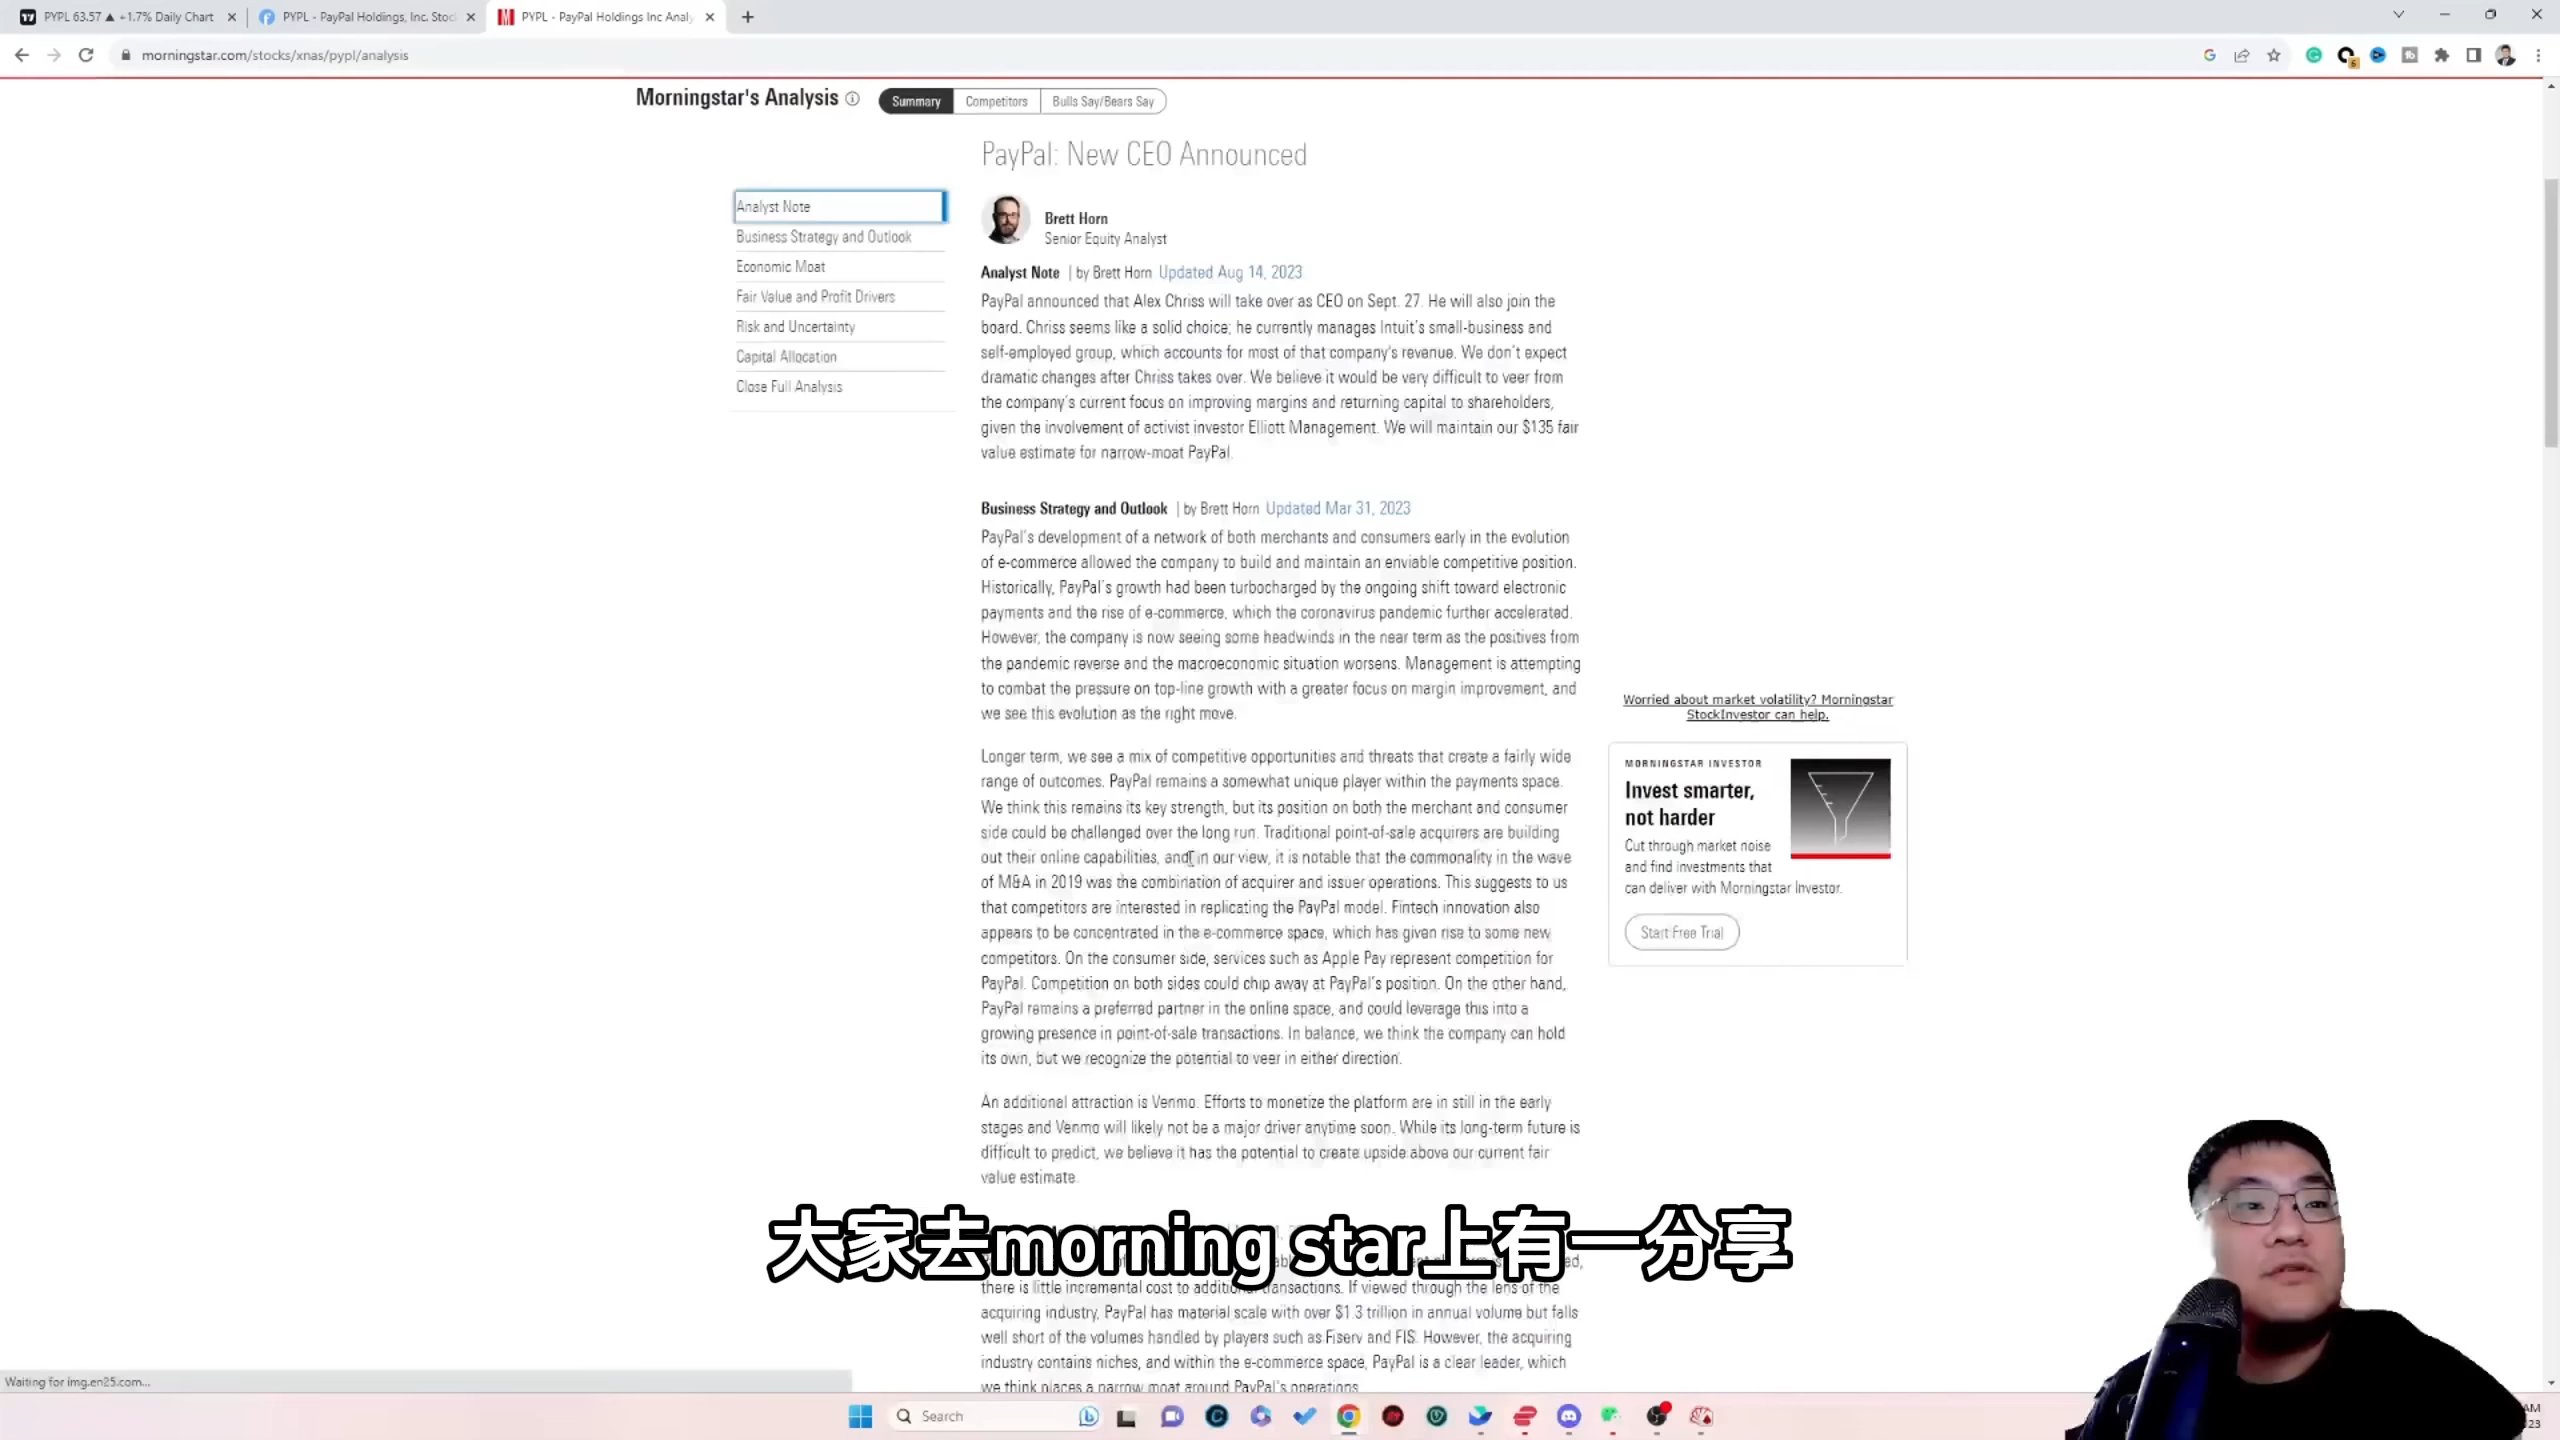 PYPL 63.57 ▲ +1.7% Daily Chart
PYPL - PayPal Holdings, Inc. Stoc
PYPL - PayPal Holdings Inc Analy
morningstar.com/stocks/xnas/pypl/analysis
Morningstar's Analysis
Summary
Competitors
Bulls Say/Bears Say
PayPal: New CEO Announced
Analyst Note
Business Strategy and Outlook
Economic Moat
Fair Value and Profit Drivers
Risk and Uncertainty
Capital Allocation
Close Full Analysis
Brett Horn
Senior Equity Analyst
Analyst Note | by Brett Horn Updated Aug 14, 2023
PayPal announced that Alex Chriss will take over as CEO on Sept. 27. He will also join the
board. Chriss seems like a solid choice; he currently manages Intuit's small-business and
self-employed group, which accounts for most of that company's revenue. We don't expect
dramatic changes after Chriss takes over. We believe it would be very difficult to veer from
the company's current focus on improving margins and returning capital to shareholders,
given the involvement of activist investor Elliott Management. We will maintain our $135 fair
value estimate for narrow-moat PayPal.
Business Strategy and Outlook | by Brett Horn Updated Mar 31, 2023
PayPal's development of a network of both merchants and consumers early in the evolution
of e-commerce allowed the company to build and maintain an enviable competitive position.
Historically, PayPal's growth had been turbocharged by the ongoing shift toward electronic
payments and the rise of e-commerce, which the coronavirus pandemic further accelerated.
However, the company is now seeing some headwinds in the near term as the positives from
the pandemic reverse and the macroeconomic situation worsens. Management is attempting
to combat the pressure on top-line growth with a greater focus on margin improvement, and
we see this evolution as the right move.
Longer term, we see a mix of competitive opportunities and threats that create a fairly wide
range of outcomes. PayPal remains a somewhat unique player within the payments space.
We think this remains its key strength, but its position on both the merchant and consumer
side could be challenged over the long run. Traditional point-of-sale acquirers are building
out their online capabilities, and in our view, it is notable that the commonality in the wave
of M&A in 2019 was the combination of acquirer and issuer operations. This suggests to us
that competitors are interested in replicating the PayPal model. Fintech innovation also
appears to be concentrated in the e-commerce space, which has given rise to some new
competitors. On the consumer side, services such as Apple Pay represent competition for
PayPal. Competition on both sides could chip away at PayPal's position. On the other hand,
PayPal remains a preferred partner in the online space, and could leverage this into a
growing presence in point-of-sale transactions. In balance, we think the company can hold
its own, but we recognize the potential to veer in either direction.
An additional attraction is Venmo. Efforts to monetize the platform are in still in the early
stages and Venmo will likely not be a major driver anytime soon. While its long-term future is
difficult to predict, we believe it has the potential to create upside above our current fair
value estimate.
there is little incremental cost to additional transactions. If viewed through the lens of the
acquiring industry, PayPal has material scale with over $1.3 trillion in annual volume but falls
well short of the volumes handled by players such as Fiserv and FIS. However, the acquiring
industry contains niches, and within the e-commerce space, PayPal is a clear leader, which
we think places a narrow moat around PayPal's operations.
Worried about market volatility? Morningstar
StockInvestor can help.
MORNINGSTAR INVESTOR
Invest smarter,
not harder
Cut through market noise
and find investments that
can deliver with Morningstar Investor.
Start Free Trial
大家去morning star上有一分享
Waiting for img.en25.com...
Search
AM
23